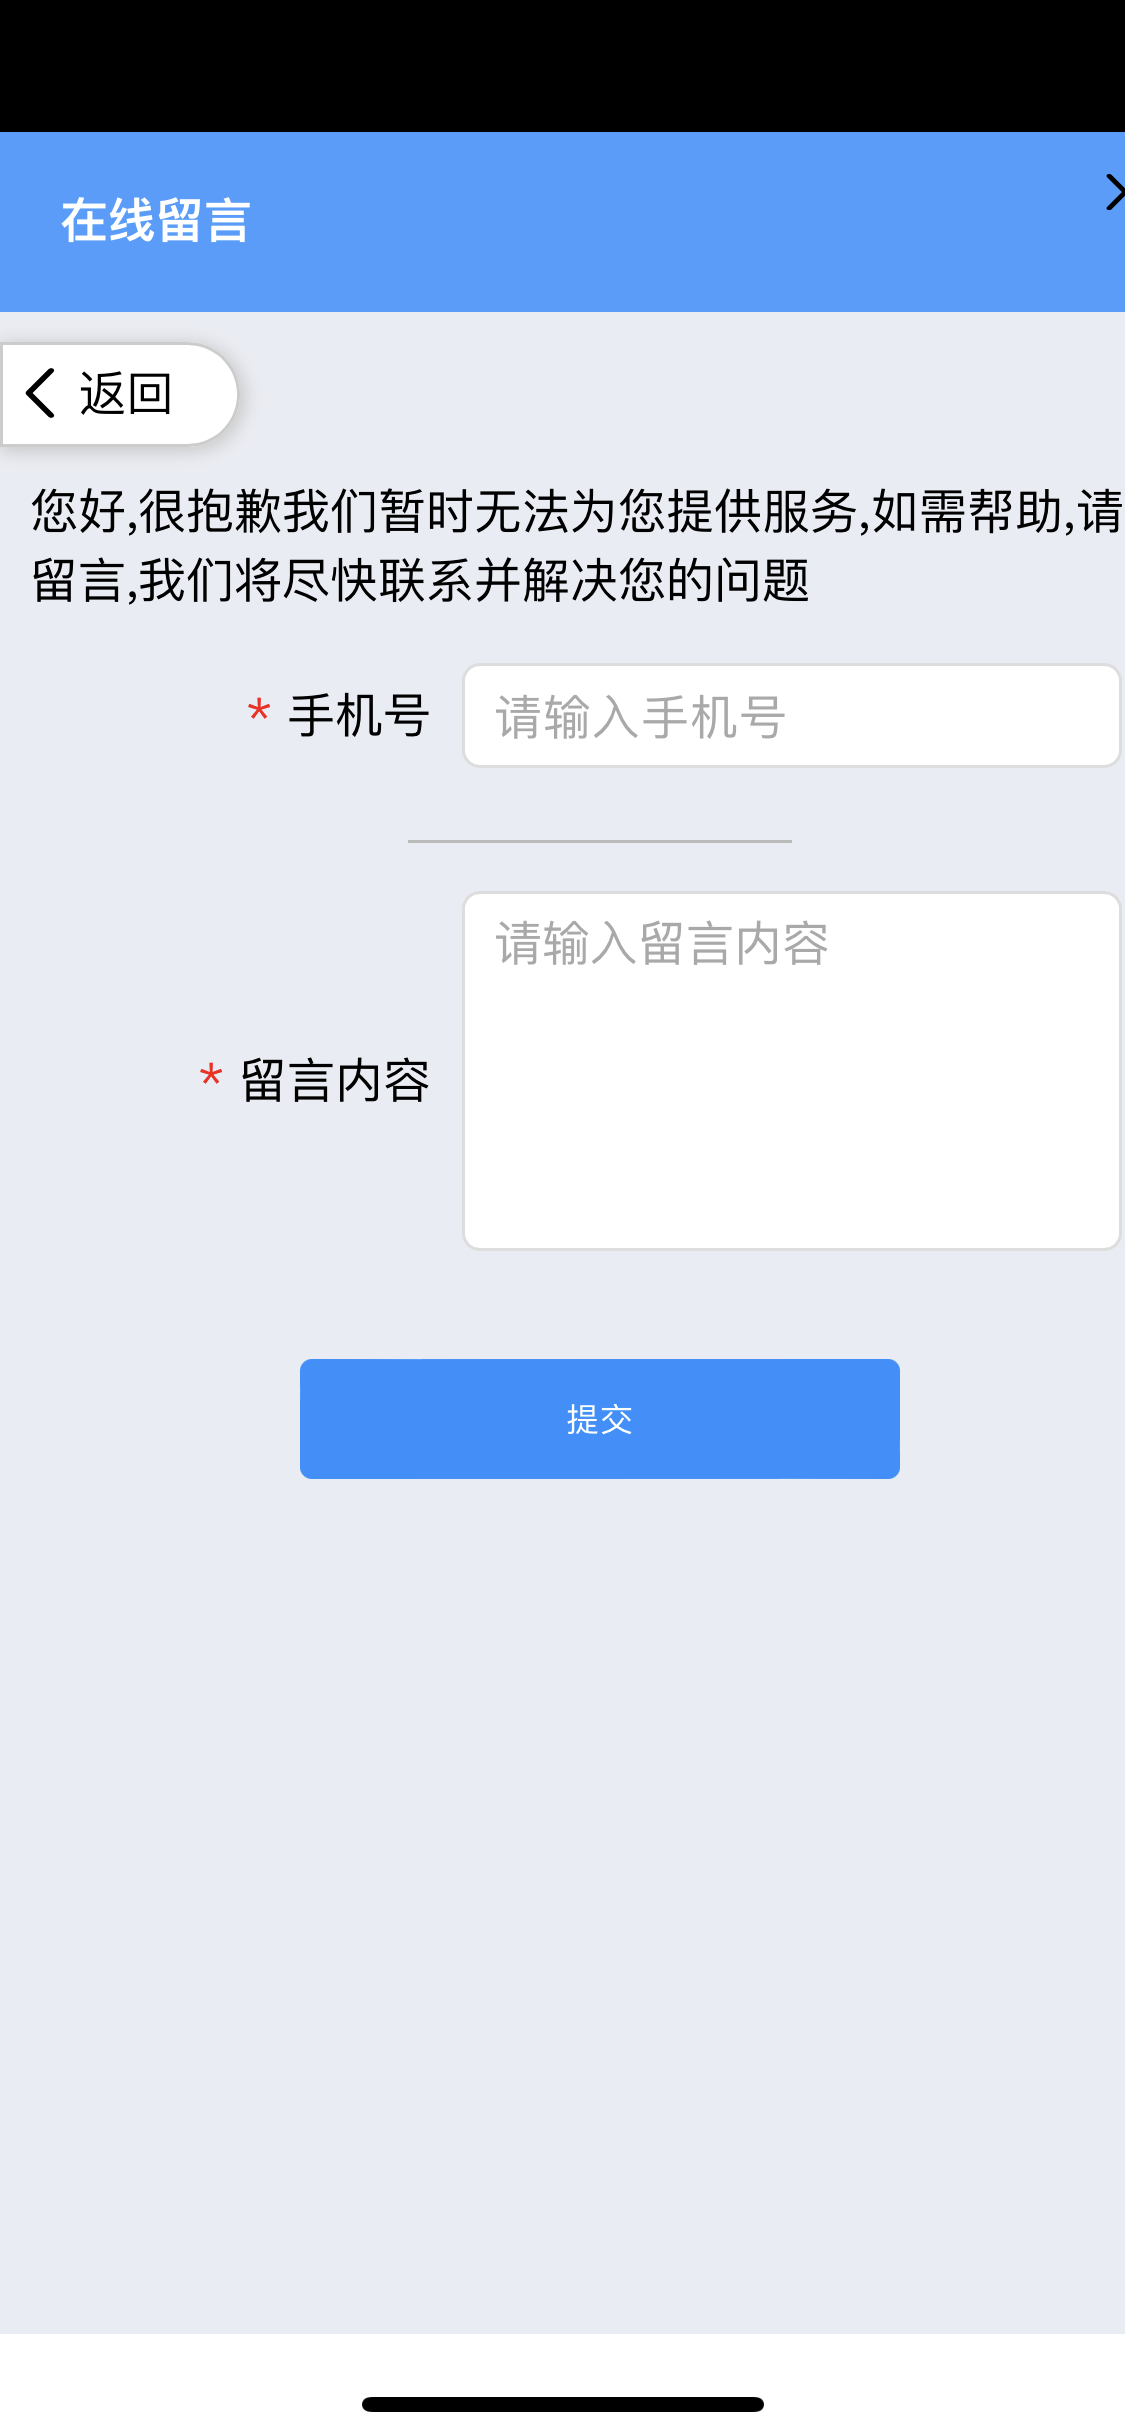 在线留言
返回
您好,很抱歉我们暂时无法为您提供服务,如需帮助,请
留言,我们将尽快联系并解决您的问题
* 手机号 请输入手机号
请输入留言内容
* 留言内容
提交